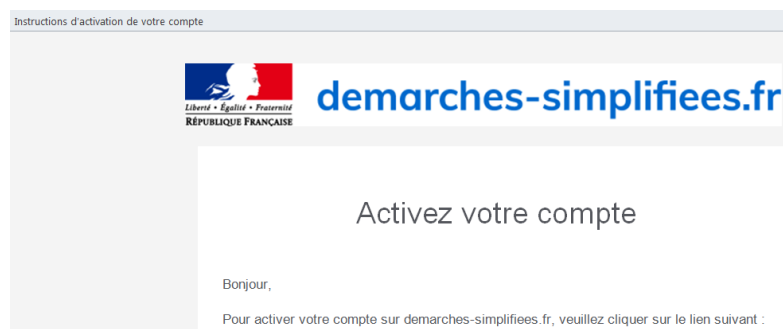 Instructions d'activation de votre compte
demarches-simplifiees.fr
Liberté • Égalité • Fraternité
RÉPUBLIQUE FRANÇAISE
Activez votre compte
Bonjour,
Pour activer votre compte sur demarches-simplifiees.fr, veuillez cliquer sur le lien suivant :